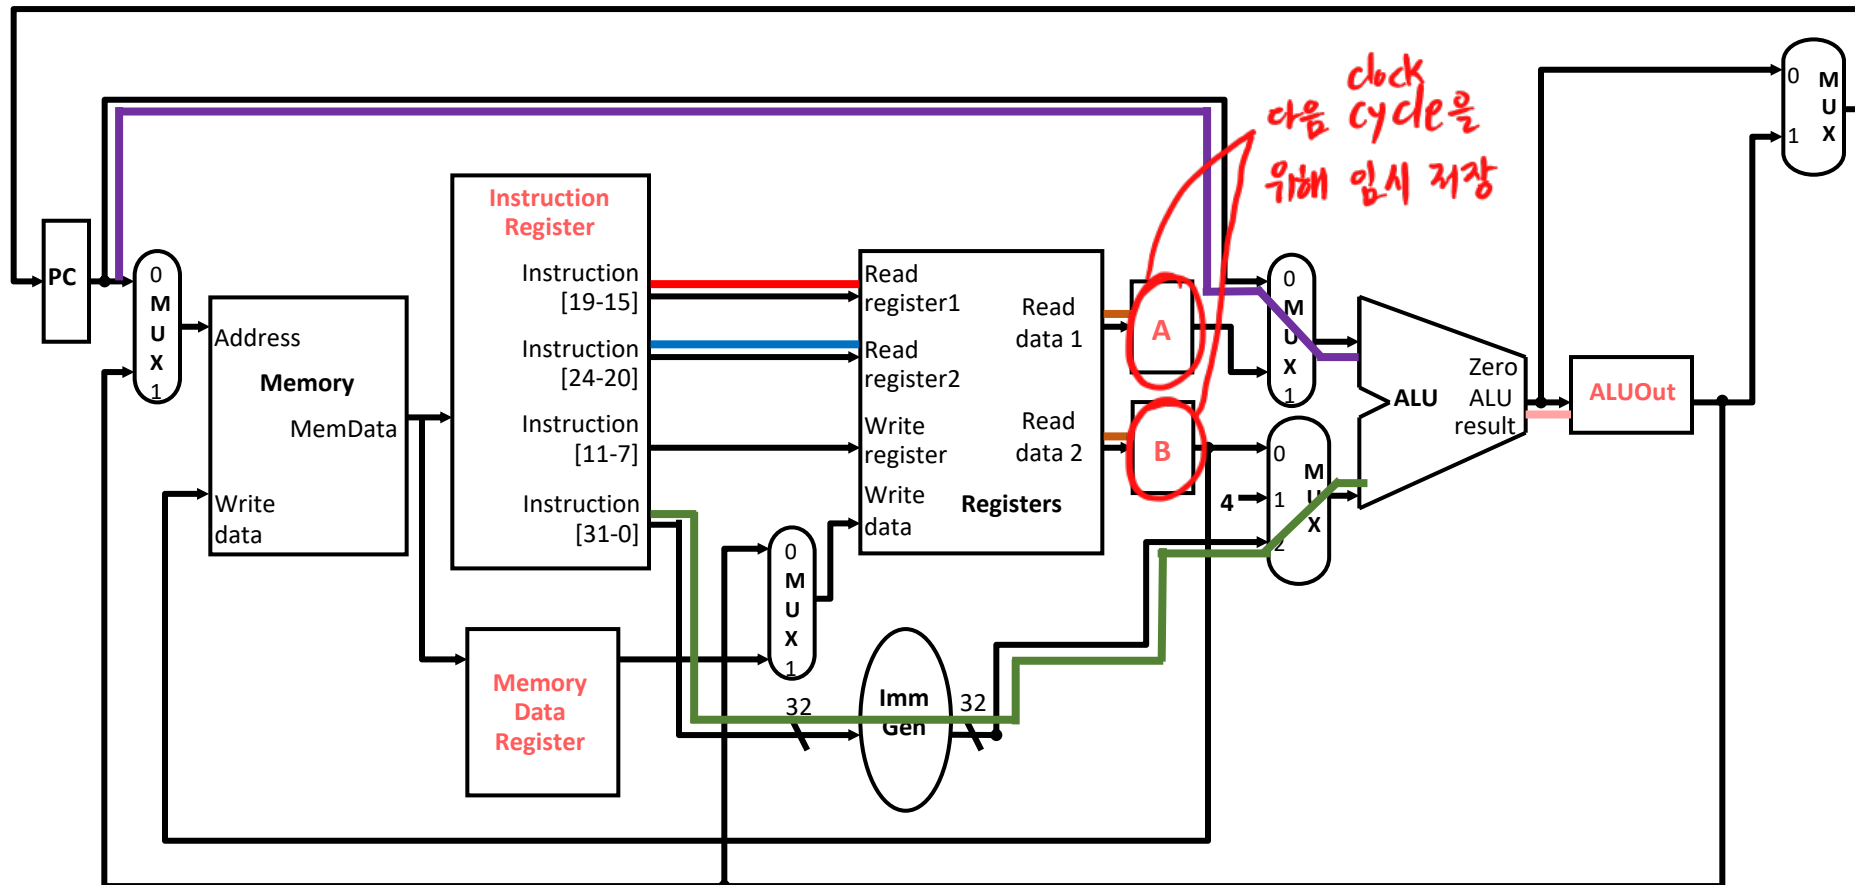 clock
다음 cycle을
위해 임시 저장
PC
0
M
U
X
1
Address
Memory
MemData
Write
data
Instruction
Register
Instruction
[19-15]
Instruction
[24-20]
Instruction
[11-7]
Instruction
[31-0]
Memory
Data
Register
0
M
U
X
1
32
Imm
Gen
32
Read
register1
Read
register2
Write
register
Write
data
Read
data 1
Read
data 2
Registers
A
B
0
M
U
X
1
0
4 1
2
M
U
X
ALU
Zero
ALU
result
ALUOut
0
1
M
U
X